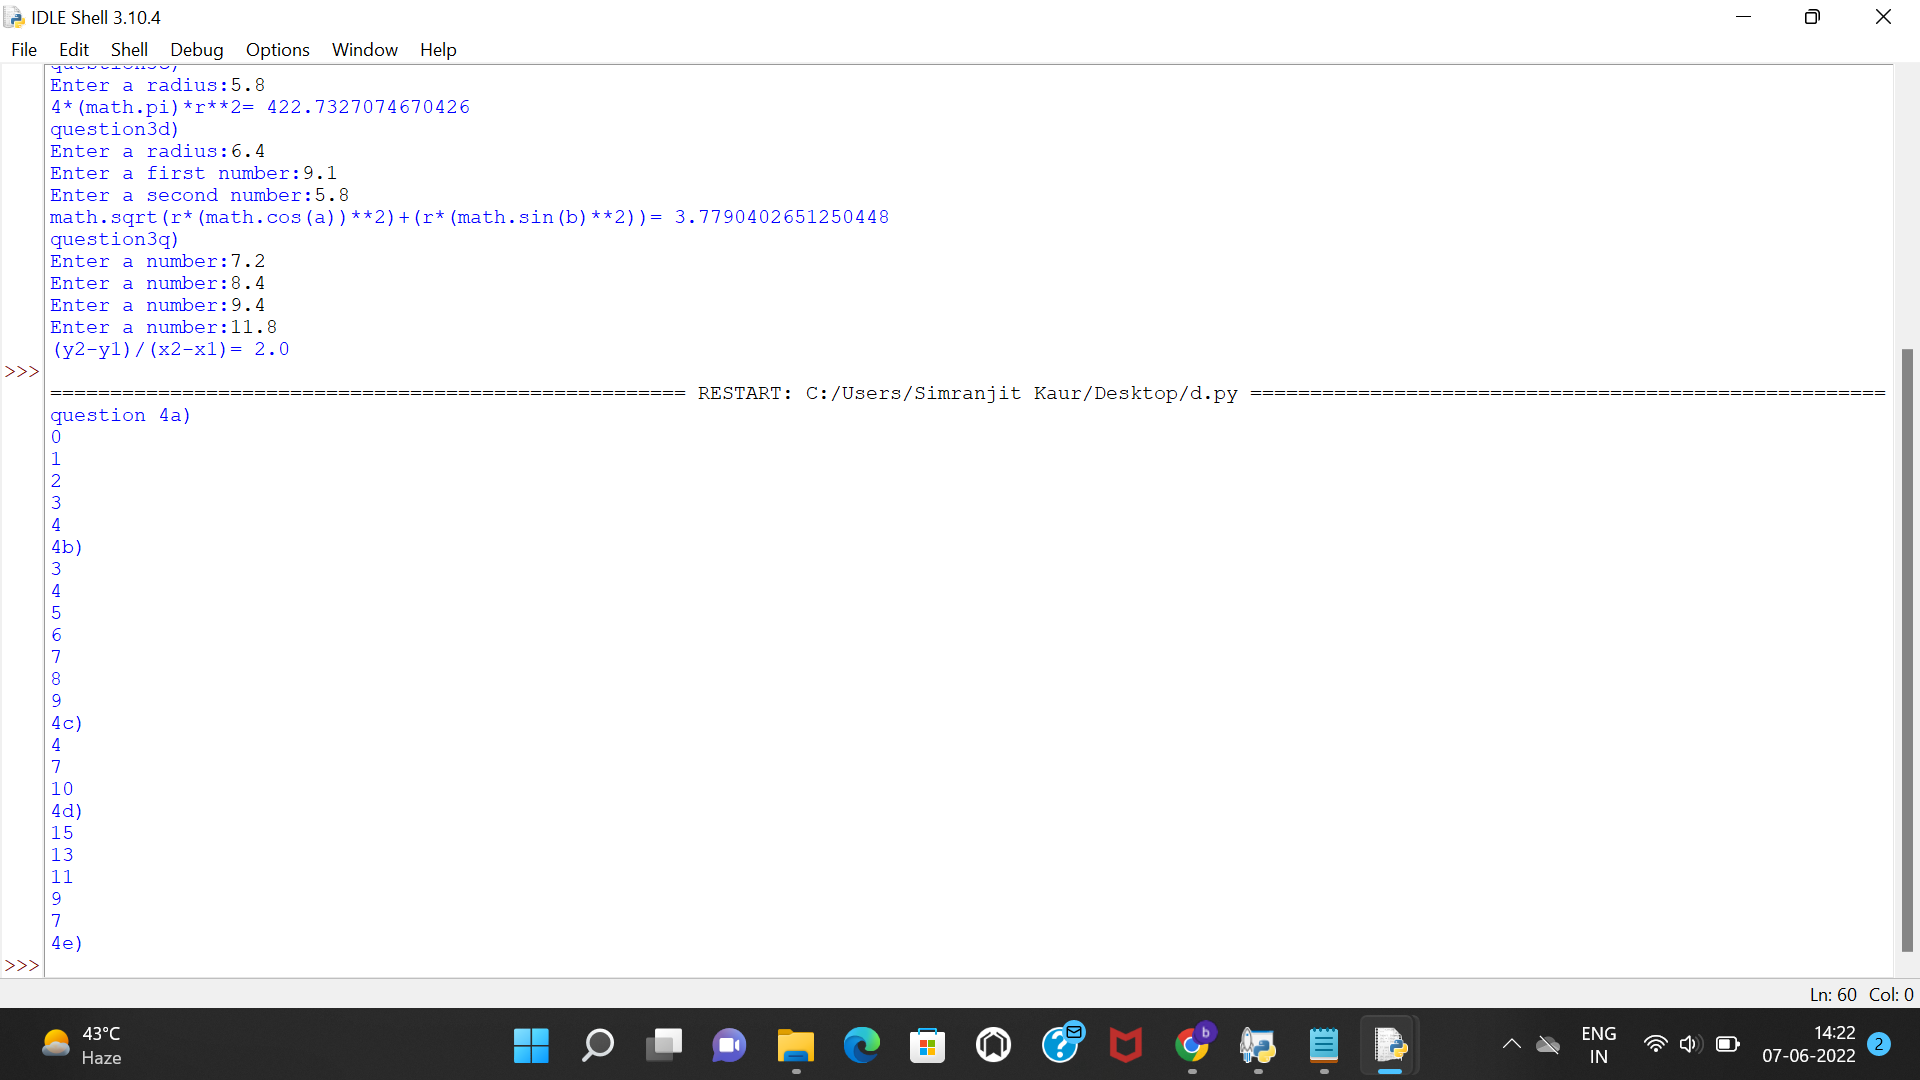 IDLE Shell 3.10.4
File Edit Shell Debug Options Window Help
Enter a radius:5.8
4*(math.pi)*r**2= 422.7327074670426
question3d)
Enter a radius:6.4
Enter a first number:9.1
Enter a second number:5.8
math.sqrt(r*(math.cos(a))**2)+(r*(math.sin(b)**2))= 3.7790402651250448
question3q)
Enter a number:7.2
Enter a number:8.4
Enter a number:9.4
Enter a number:11.8
(y2-y1)/(x2-x1)= 2.0
>>>
===================================================== RESTART: C:/Users/Simranjit Kaur/Desktop/d.py =====================================================
question 4a)
0
1
2
3
4
4b)
3
4
5
6
7
8
9
4c)
4
7
10
4d)
15
13
11
9
7
4e)
>>>
Ln: 60 Col: 0
43°C
Haze
b
ENG
IN
14:22
07-06-2022
2